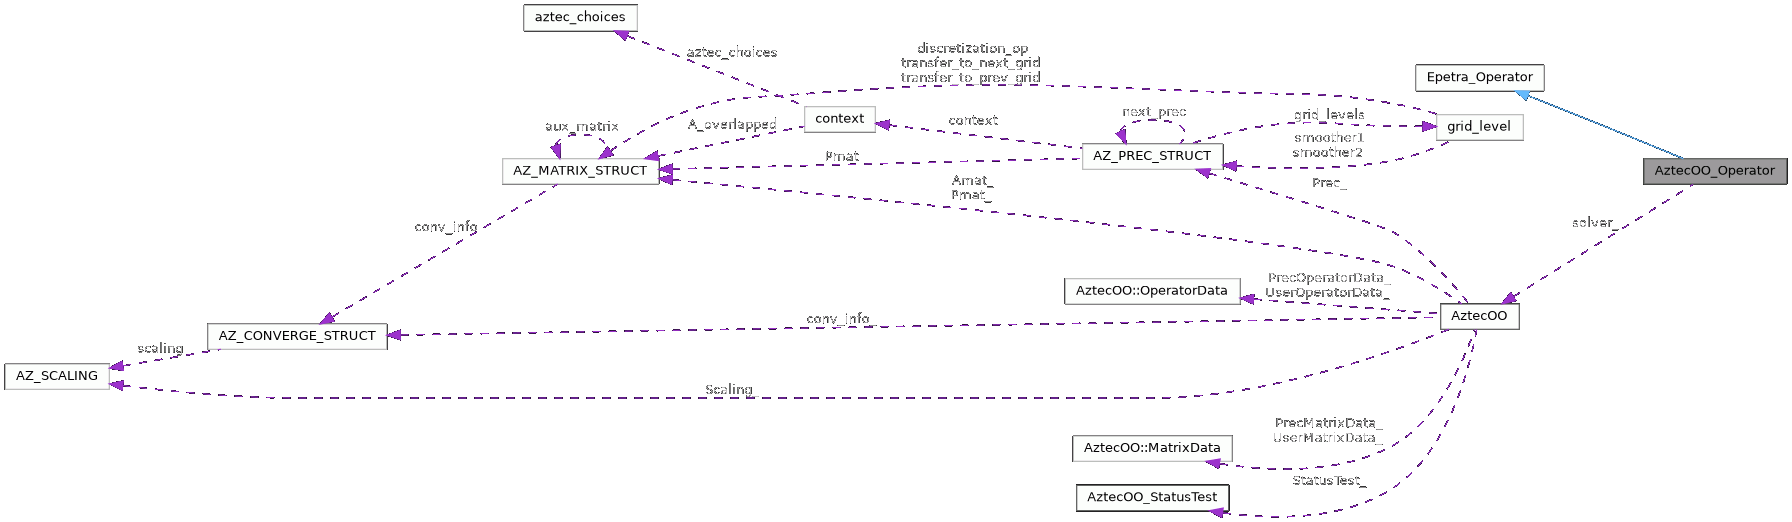 aztec_choices
discretization_op
transfer_to_next_grid
transfer_to_prev_grid
aztec_choices
Epetra_Operator
context
next_prec
grid_levels
A_overlapped
context
aux_matrix
grid_level
smoother1
smoother2
Pmat
AZ_PREC_STRUCT
AZ_MATRIX_STRUCT
AztecOO_Operator
Amat_
Pmat_
Prec_
conv_info
solver_
PrecOperatorData_
UserOperatorData_
AztecOO::OperatorData
AztecOO
conv_info_
AZ_CONVERGE_STRUCT
scaling
AZ_SCALING
Scaling_
PrecMatrixData_
UserMatrixData_
AztecOO::MatrixData
StatusTest_
AztecOO_StatusTest